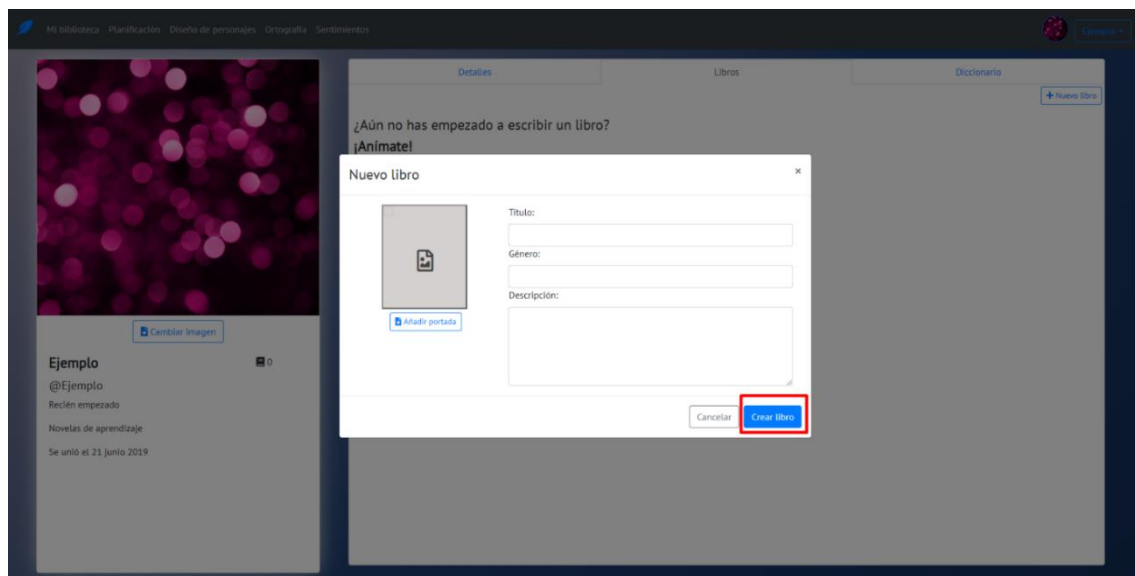 Mi biblioteca Planificación Diseño de personajes Ortografía Sentimientos
Ejemplo
Detalles
Libros
Diccionario
+ Nuevo libro
¿Aún no has empezado a escribir un libro?
¡Anímate!
Nuevo libro
×
Título:
Género:
Descripción:
Añadir portada
Cancelar
Crear libro
Cambiar imagen
Ejemplo
0
@Ejemplo
Recién empezado
Novelas de aprendizaje
Se unió el 21 junio 2019